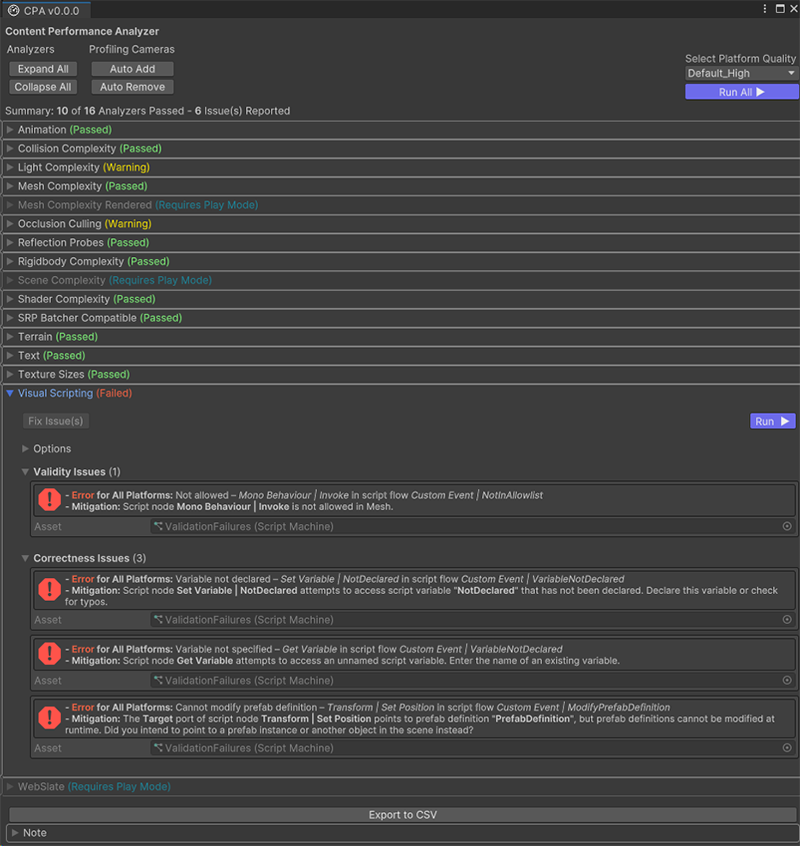 CPA v0.0.0
Content Performance Analyzer
Analyzers Profiling Cameras
Expand All Auto Add
Collapse All Auto Remove
Select Platform Quality
Default_High
Run All
Summary: 10 of 16 Analyzers Passed - 6 Issue(s) Reported
Animation (Passed)
Collision Complexity (Passed)
Light Complexity (Warning)
Mesh Complexity (Passed)
Mesh Complexity Rendered (Requires Play Mode)
Occlusion Culling (Warning)
Reflection Probes (Passed)
Rigidbody Complexity (Passed)
Scene Complexity (Requires Play Mode)
Shader Complexity (Passed)
SRP Batcher Compatible (Passed)
Terrain (Passed)
Text (Passed)
Texture Sizes (Passed)
Visual Scripting (Failed)
Fix Issue(s) Run
Options
Validity Issues (1)
- Error for All Platforms: Not allowed – Mono Behaviour | Invoke in script flow Custom Event | NotInAllowlist
- Mitigation: Script node Mono Behaviour | Invoke is not allowed in Mesh.
Asset ValidationFailures (Script Machine)
Correctness Issues (3)
- Error for All Platforms: Variable not declared – Set Variable | NotDeclared in script flow Custom Event | VariableNotDeclared
- Mitigation: Script node Set Variable | NotDeclared attempts to access script variable "NotDeclared" that has not been declared. Declare this variable or check
for typos.
Asset ValidationFailures (Script Machine)
- Error for All Platforms: Variable not specified – Get Variable in script flow Custom Event | VariableNotDeclared
- Mitigation: Script node Get Variable attempts to access an unnamed script variable. Enter the name of an existing variable.
Asset ValidationFailures (Script Machine)
- Error for All Platforms: Cannot modify prefab definition – Transform | Set Position in script flow Custom Event | ModifyPrefabDefinition
- Mitigation: The Target port of script node Transform | Set Position points to prefab definition "PrefabDefinition", but prefab definitions cannot be modified at
runtime. Did you intend to point to a prefab instance or another object in the scene instead?
Asset ValidationFailures (Script Machine)
WebSlate (Requires Play Mode)
Export to CSV
Note